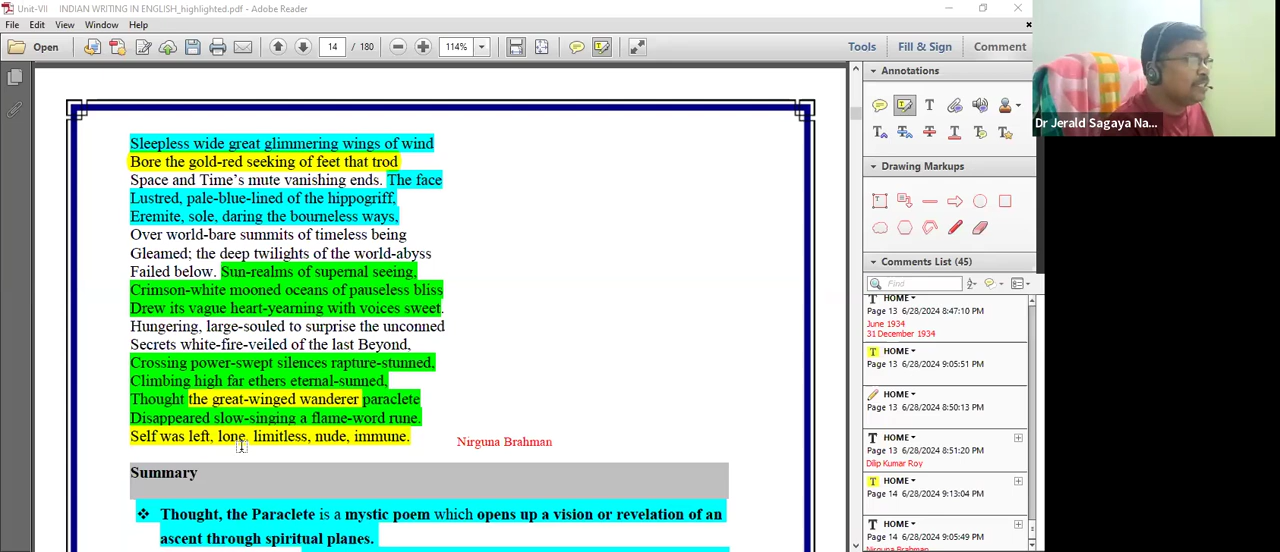 Unit-VII INDIAN WRITING IN ENGLISH_highlighted.pdf - Adobe Reader
File Edit View Window Help
Open 14 / 180 114% Tools Fill & Sign Comment
Sleepless wide great glimmering wings of wind
Bore the gold-red seeking of feet that trod
Space and Time's mute vanishing ends. The face
Lustred, pale-blue-lined of the hippogriff,
Eremite, sole, daring the bourneless ways,
Over world-bare summits of timeless being
Gleamed; the deep twilights of the world-abyss
Failed below. Sun-realms of supernal seeing,
Crimson-white mooned oceans of pauseless bliss
Drew its vague heart-yearning with voices sweet.
Hungering, large-souled to surprise the unconned
Secrets white-fire-veiled of the last Beyond,
Crossing power-swept silences rapture-stunned,
Climbing high far ethers eternal-sunned,
Thought the great-winged wanderer paraclete
Disappeared slow-singing a flame-word rune.
Self was left, lone, limitless, nude, immune.
Nirguna Brahman
Summary
❖ Thought, the Paraclete is a mystic poem which opens up a vision or revelation of an
ascent through spiritual planes.
Annotations
Drawing Markups
Comments List (45)
Find
HOME
Page 13 6/28/2024 8:47:10 PM
June 1934
31 December 1934
HOME
Page 13 6/28/2024 9:05:51 PM
HOME
Page 13 6/28/2024 8:50:13 PM
HOME
Page 13 6/28/2024 8:51:20 PM
Dilip Kumar Roy
HOME
Page 14 6/28/2024 9:13:04 PM
HOME
Page 14 6/28/2024 9:05:49 PM
Nirguna Brahman
Dr Jerald Sagaya Na...